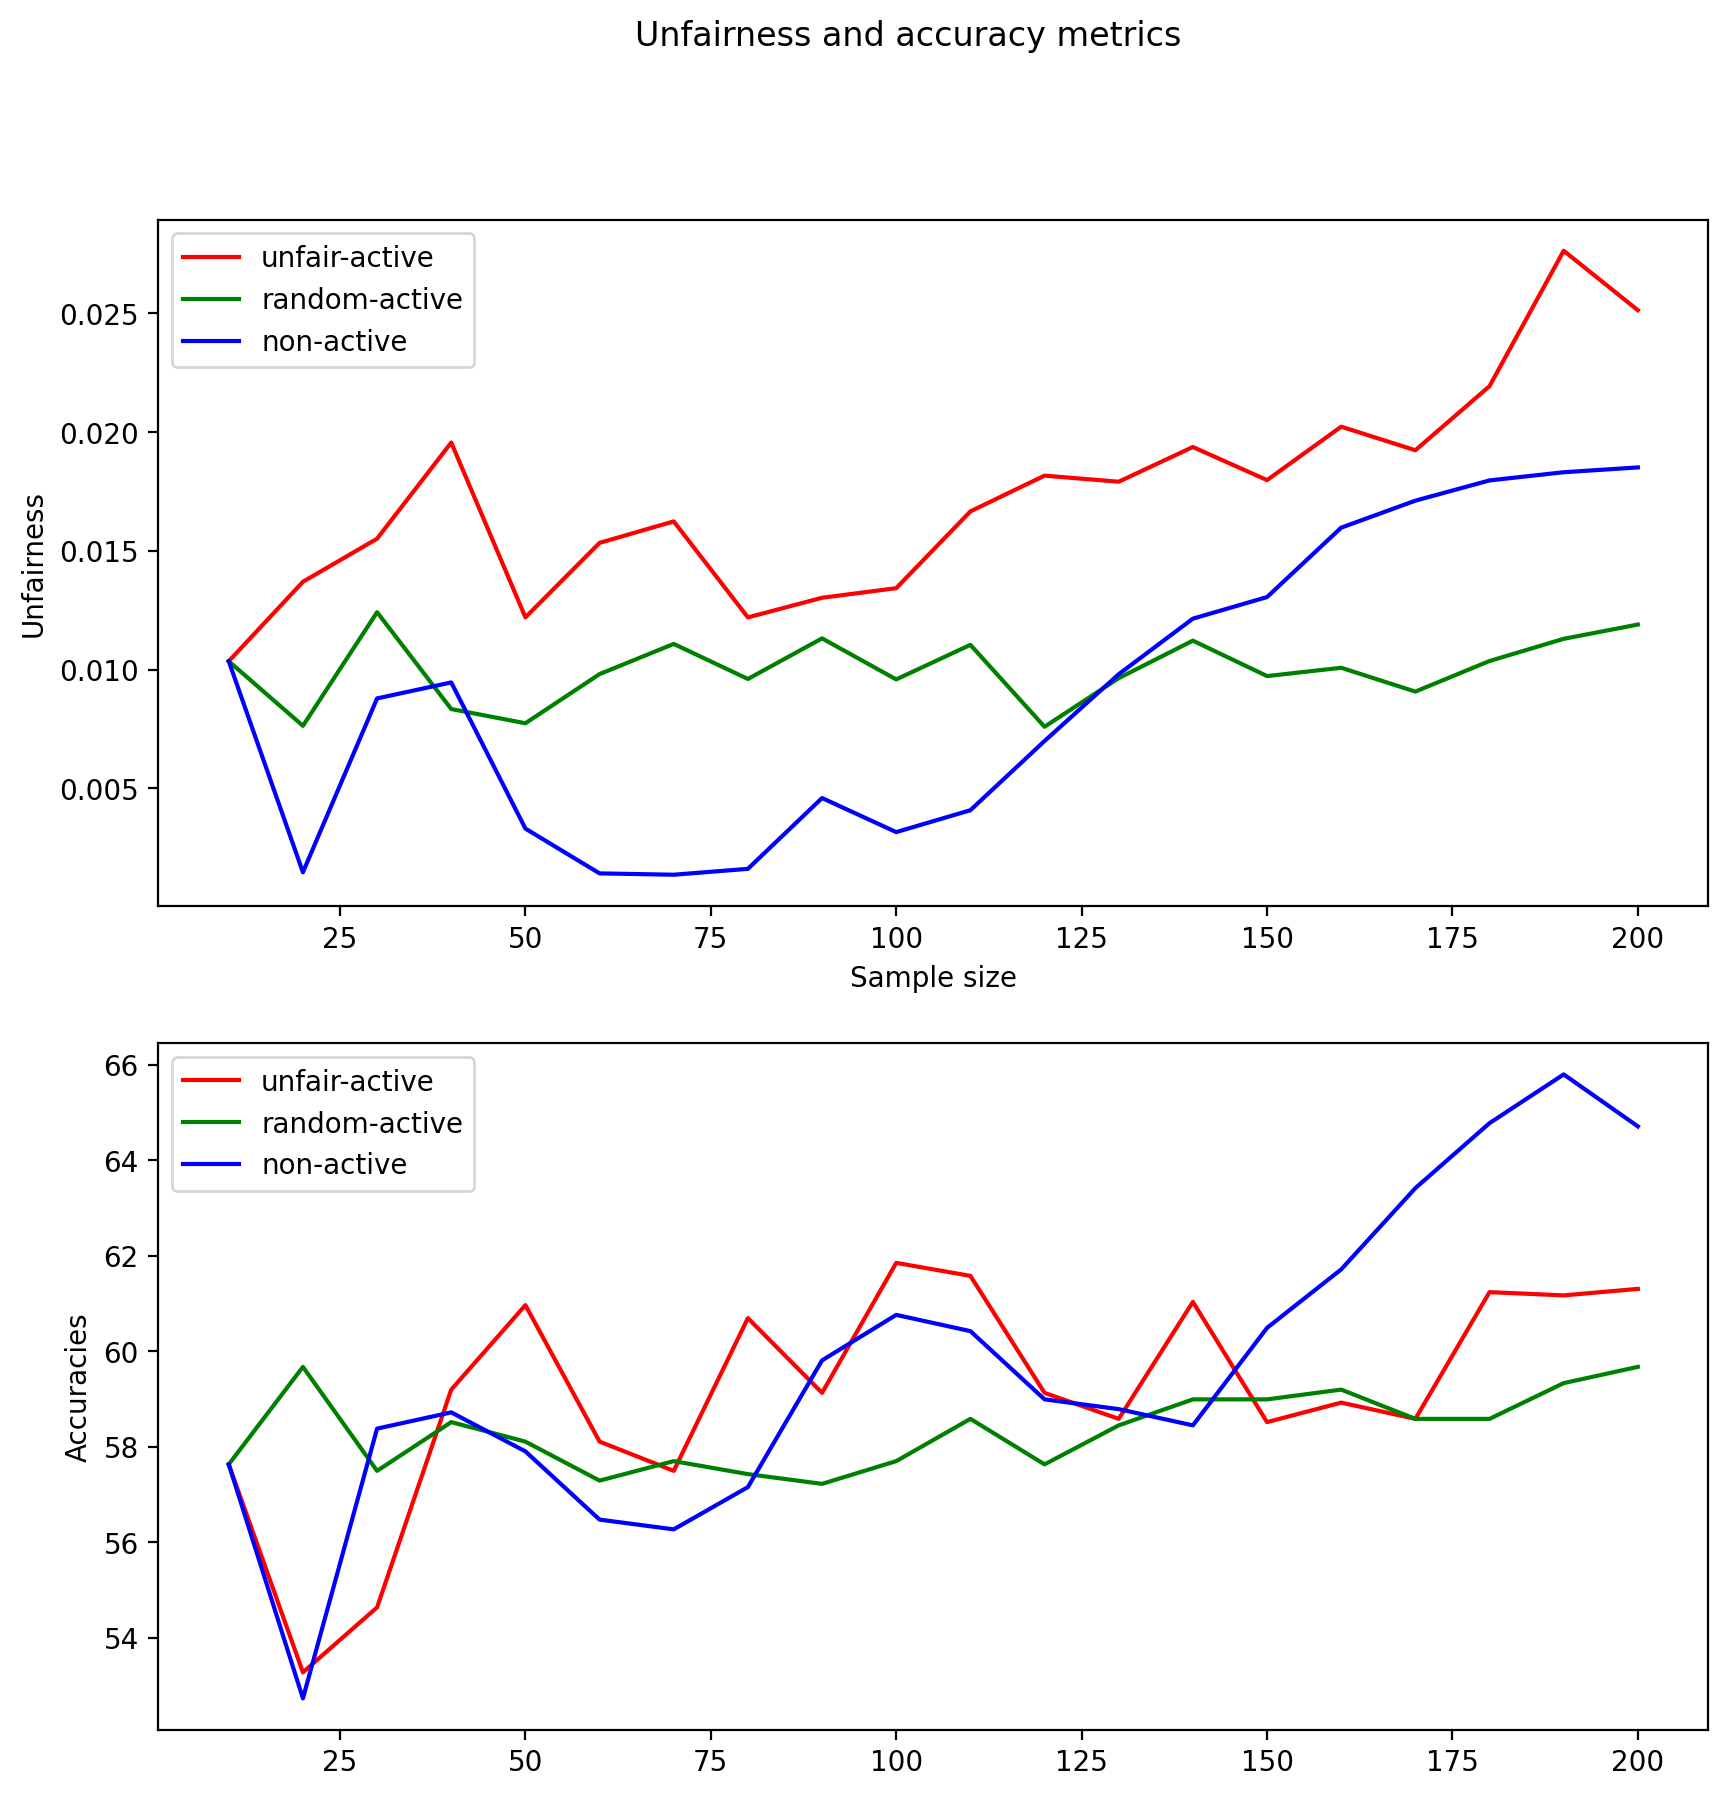 Unfairness and accuracy metrics
unfair-active
random-active
non-active
0.025
0.020
0.015
0.010
0.005
Unfairness
25 50 75 100 125 150 175 200
Sample size
unfair-active
random-active
non-active
66
64
62
60
58
56
54
Accuracies
25 50 75 100 125 150 175 200